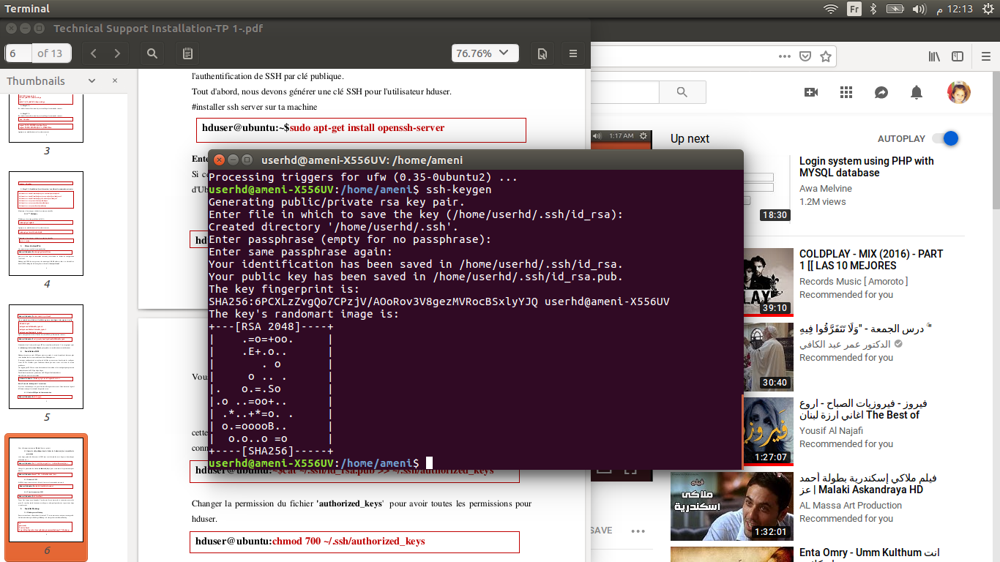 Terminal
Fr
12:13 م
Technical Support Installation-TP 1-.pdf
6 of 13
76.76%
Thumbnails
3
4
5
6
l'authentification de SSH par clé publique.
Tout d'abord, nous devons générer une clé SSH pour l'utilisateur hduser.
#installer ssh server sur ta machine
hduser@ubuntu:~$sudo apt-get install openssh-server
Ente
Si co
d'Ub
hd
Vous
cette
conn
hduser@ubuntu:~$cat ~/.ssh/id_rsa.pub >> ~/.ssh/authorized_keys
Changer la permission du fichier 'authorized_keys' pour avoir toutes les permissions pour
hduser.
hduser@ubuntu:chmod 700 ~/.ssh/authorized_keys
userhd@ameni-X556UV: /home/ameni
Processing triggers for ufw (0.35-0ubuntu2) ...
userhd@ameni-X556UV:/home/ameni$ ssh-keygen
Generating public/private rsa key pair.
Enter file in which to save the key (/home/userhd/.ssh/id_rsa):
Created directory '/home/userhd/.ssh'.
Enter passphrase (empty for no passphrase):
Enter same passphrase again:
Your identification has been saved in /home/userhd/.ssh/id_rsa.
Your public key has been saved in /home/userhd/.ssh/id_rsa.pub.
The key fingerprint is:
SHA256:6PCXLzZvgQo7CPzjV/AOoRov3V8gezMVRocBSxlyYJQ userhd@ameni-X556UV
The key's randomart image is:
+---[RSA 2048]----+
|    .=o=+oo.     |
|    .E+.o..      |
|       . o       |
|     o .. .      |
|.   o.=.So       |
|.o ..=oo+..      |
| .*..+*=o. .     |
| o.=ooooB..      |
|  o.o..o =o      |
+----[SHA256]-----+
userhd@ameni-X556UV:/home/ameni$
1:17 AM
SAVE
Up next
AUTOPLAY
Login system using PHP with
MYSQL database
Awa Melvine
1.2M views
18:30
COLDPLAY - MIX (2016) - PART
1 [[ LAS 10 MEJORES
Records Music [ Amoroto ]
Recommended for you
PLAY
39:10
درس الجمعة - "وَلَا تَتَفَرَّقُوا فِيهِ"
الدكتور عمر عبد الكافي
Recommended for you
30:40
فيروز - فيروزيات الصباح - اروع
اغاني ارزة لبنان The Best of
Yousif Al Najafi
Recommended for you
فيروز
1:27:07
فيلم ملاكي إسكندرية بطولة أحمد
عز | Malaki Askandraya HD
AL Massa Art Production
Recommended for you
فيلم
ملاكي
اسكندرية
1:32:01
Enta Omry - Umm Kulthum انت